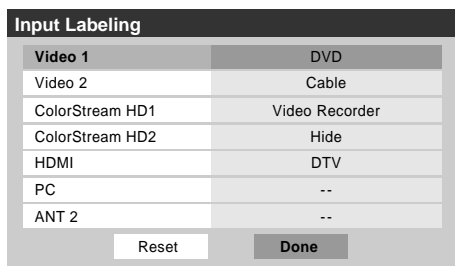 Input Labeling
Video 1 DVD
Video 2 Cable
ColorStream HD1 Video Recorder
ColorStream HD2 Hide
HDMI DTV
PC --
ANT 2 --
Reset Done